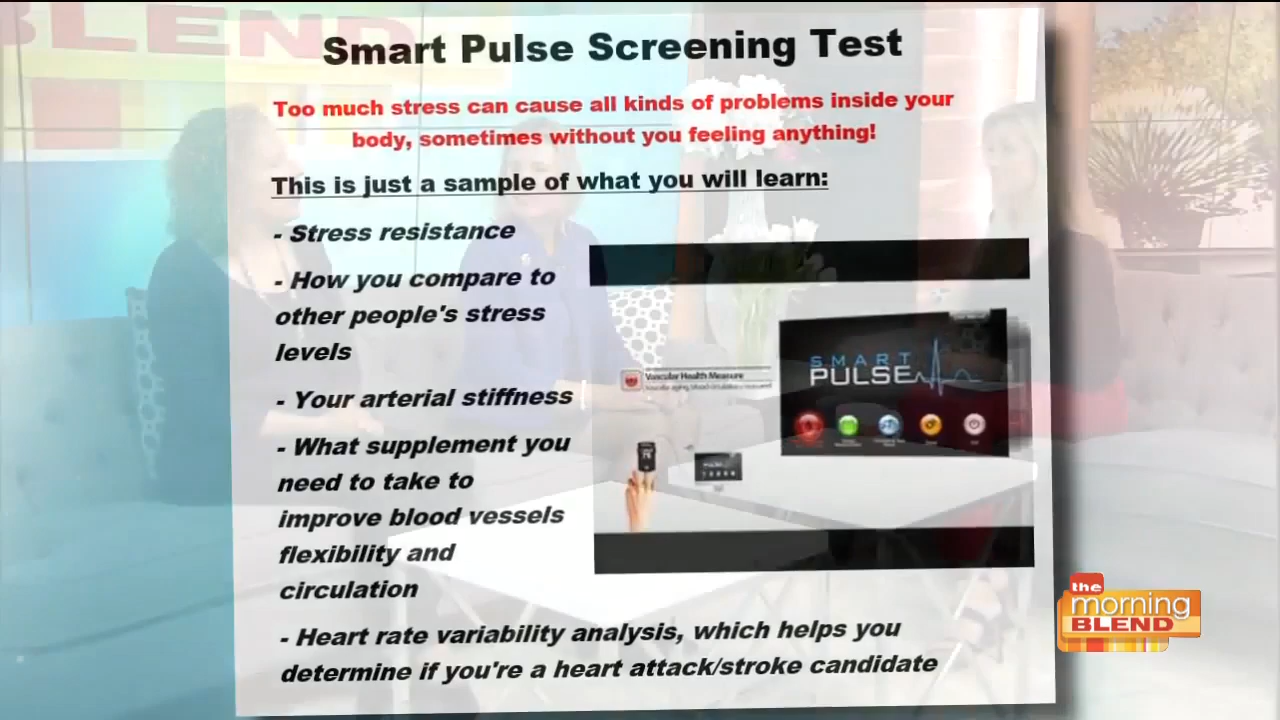 BLEND
Smart Pulse Screening Test
Too much stress can cause all kinds of problems inside your
body, sometimes without you feeling anything!
This is just a sample of what you will learn:
- Stress resistance
- How you compare to
other people's stress
levels
- Your arterial stiffness
- What supplement you
need to take to
improve blood vessels
flexibility and
circulation
- Heart rate variability analysis, which helps you
determine if you're a heart attack/stroke candidate
Vascular Health Measure
SMART
PULSE
the
morning
BLEND